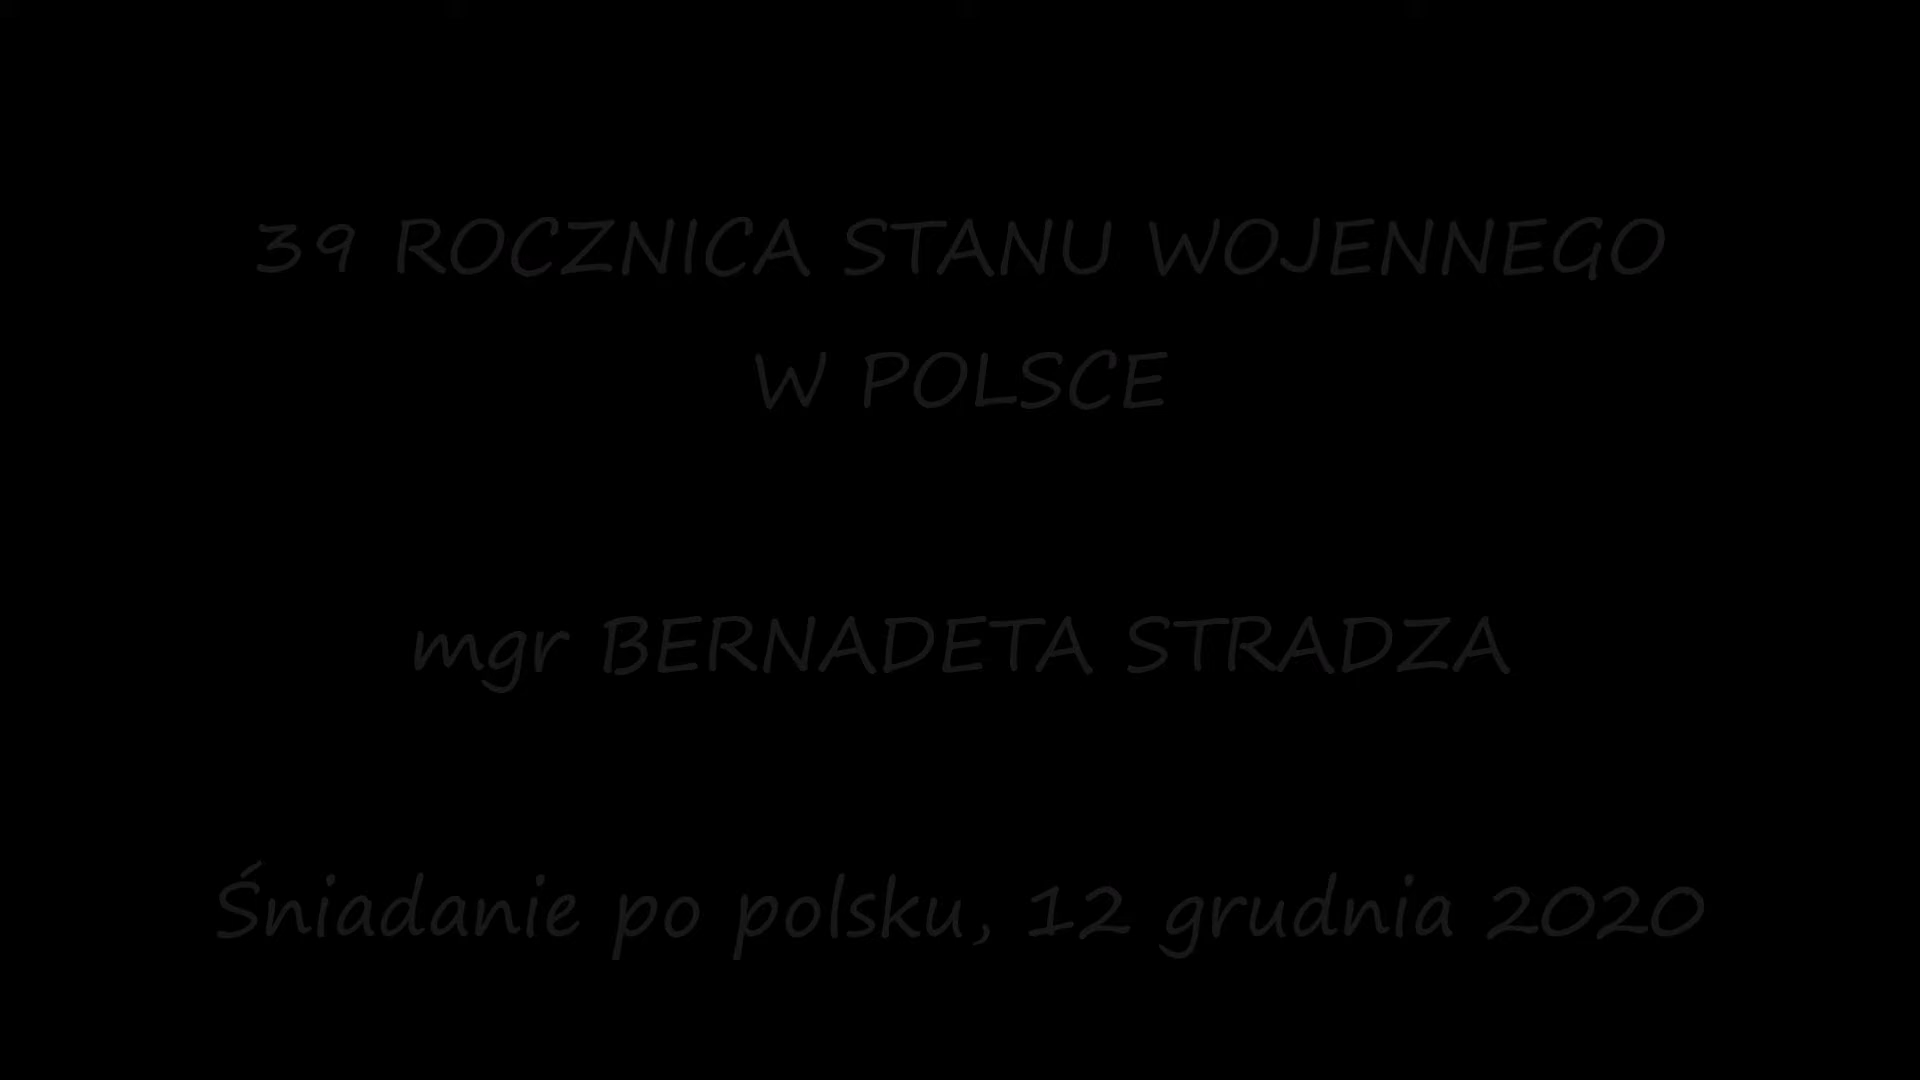 39 ROCZNICA STANU WOJENNEGO
W POLSCE
mgr BERNADETA STRADZA
Śniadanie po polsku, 12 grudnia 2020